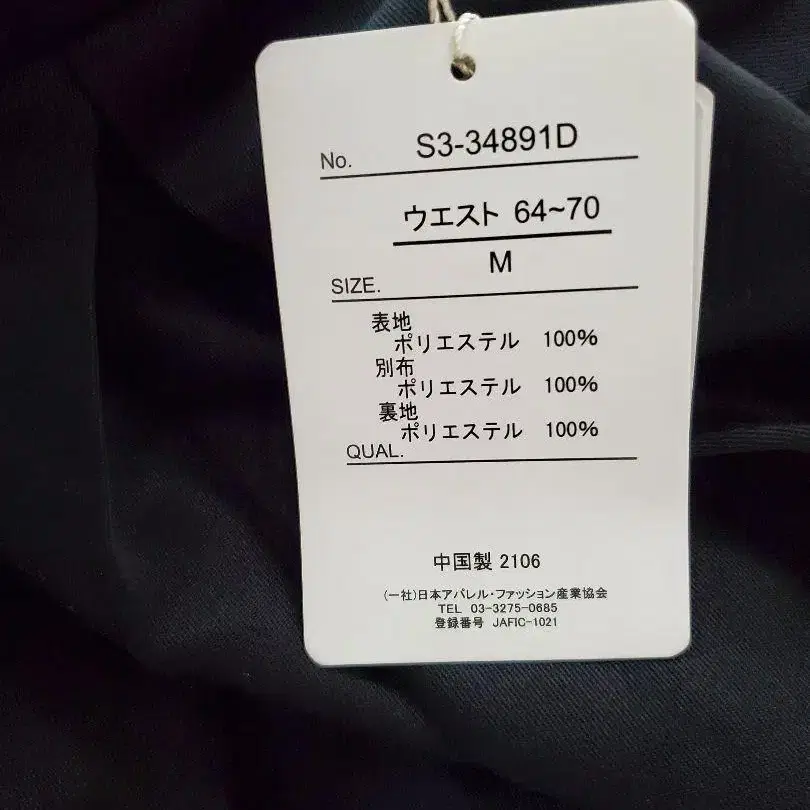 No. S3-34891D
ウエスト 64~70
M
SIZE.
表地
ポリエステル 100%
別布
ポリエステル 100%
裏地
ポリエステル 100%
QUAL.
中国製 2106
(一社)日本アパレル・ファッション産業協会
TEL 03-3275-0685
登録番号 JAFIC-1021